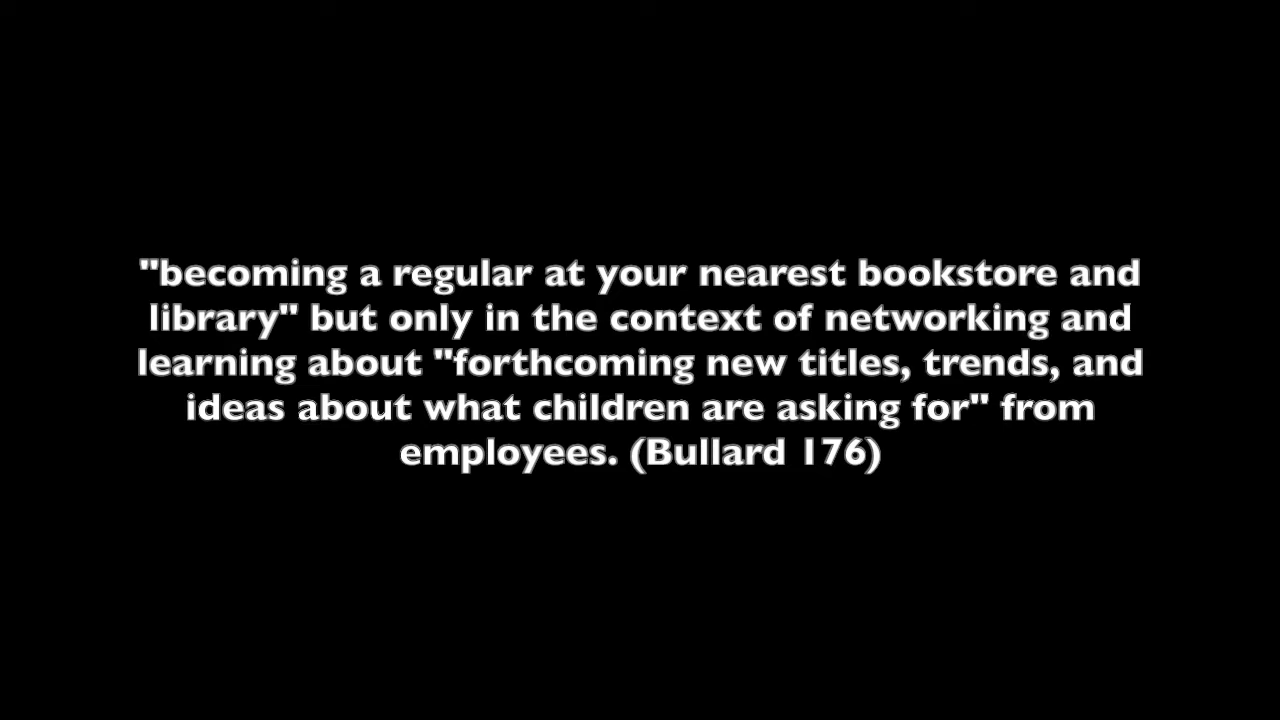 "becoming a regular at your nearest bookstore and
library" but only in the context of networking and
learning about "forthcoming new titles, trends, and
ideas about what children are asking for" from
employees. (Bullard 176)